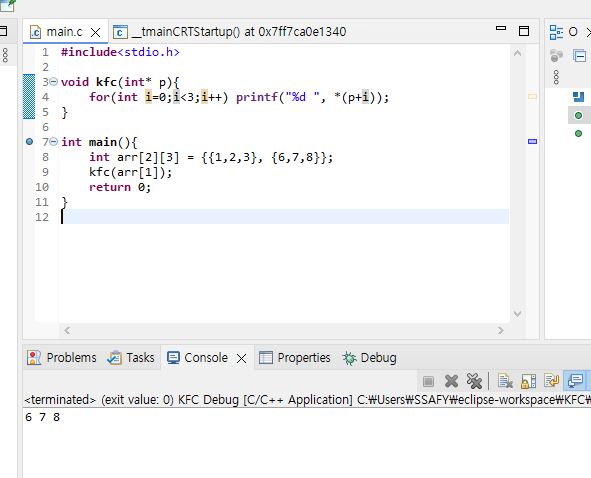 main.c
__tmainCRTStartup() at 0x7ff7ca0e1340
O
1 #include<stdio.h>
2
3 void kfc(int* p){
4     for(int i=0;i<3;i++) printf("%d ", *(p+i));
5 }
6
7 int main(){
8     int arr[2][3] = {{1,2,3}, {6,7,8}};
9     kfc(arr[1]);
10     return 0;
11 }
12
Problems Tasks Console Properties Debug
<terminated> (exit value: 0) KFC Debug [C/C++ Application] C:₩Users₩SSAFY₩eclipse-workspace₩KFC₩
6 7 8